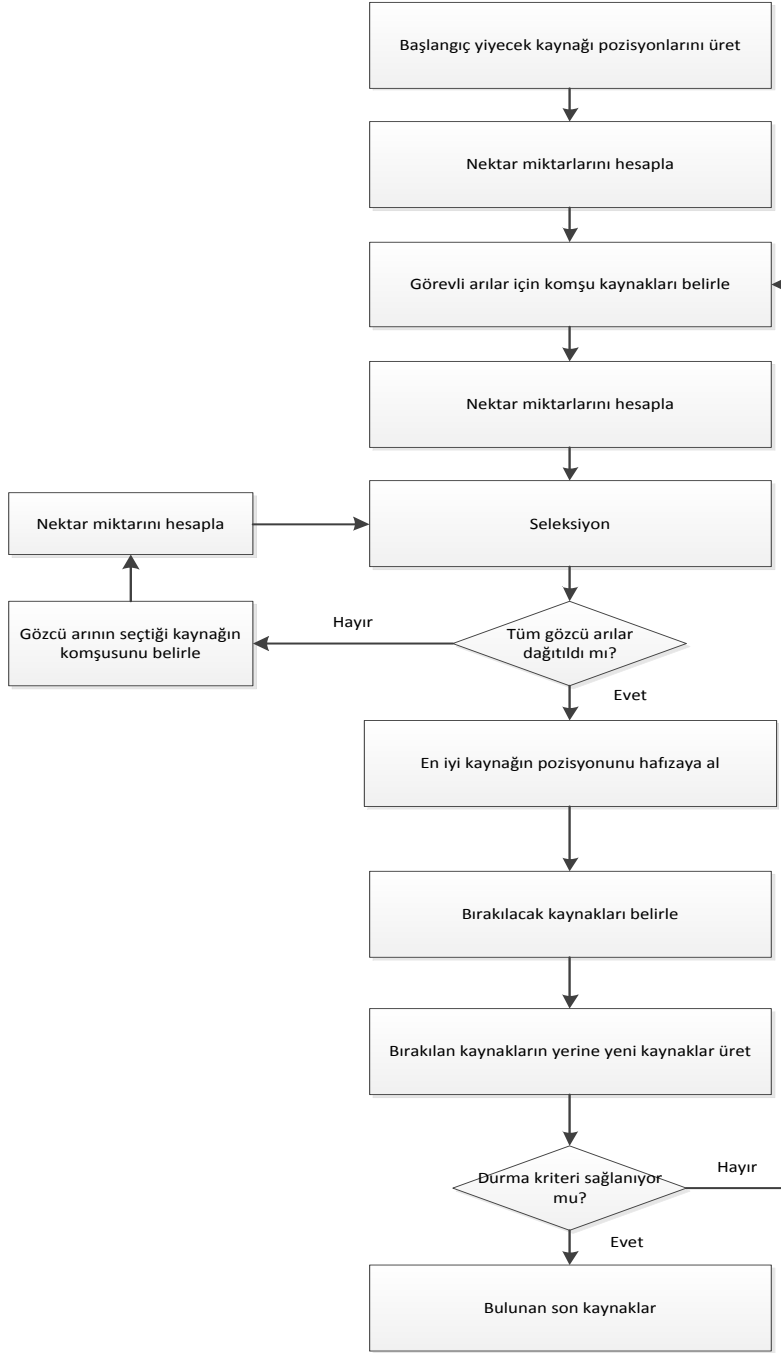 Başlangıç yiyecek kaynağı pozisyonlarını üret
Nektar miktarlarını hesapla
Görevli arılar için komşu kaynakları belirle
Nektar miktarlarını hesapla
Nektar miktarını hesapla
Seleksiyon
Gözcü arının seçtiği kaynağın
komşusunu belirle
Hayır
Tüm gözcü arılar
dağıtıldı mı?
Evet
En iyi kaynağın pozisyonunu hafızaya al
Bırakılacak kaynakları belirle
Bırakılan kaynakların yerine yeni kaynaklar üret
Durma kriteri sağlanıyor
mu?
Hayır
Evet
Bulunan son kaynaklar